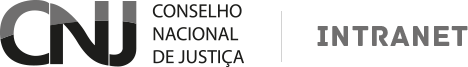 CNJ
CONSELHO
NACIONAL
DE JUSTIÇA
INTRANET